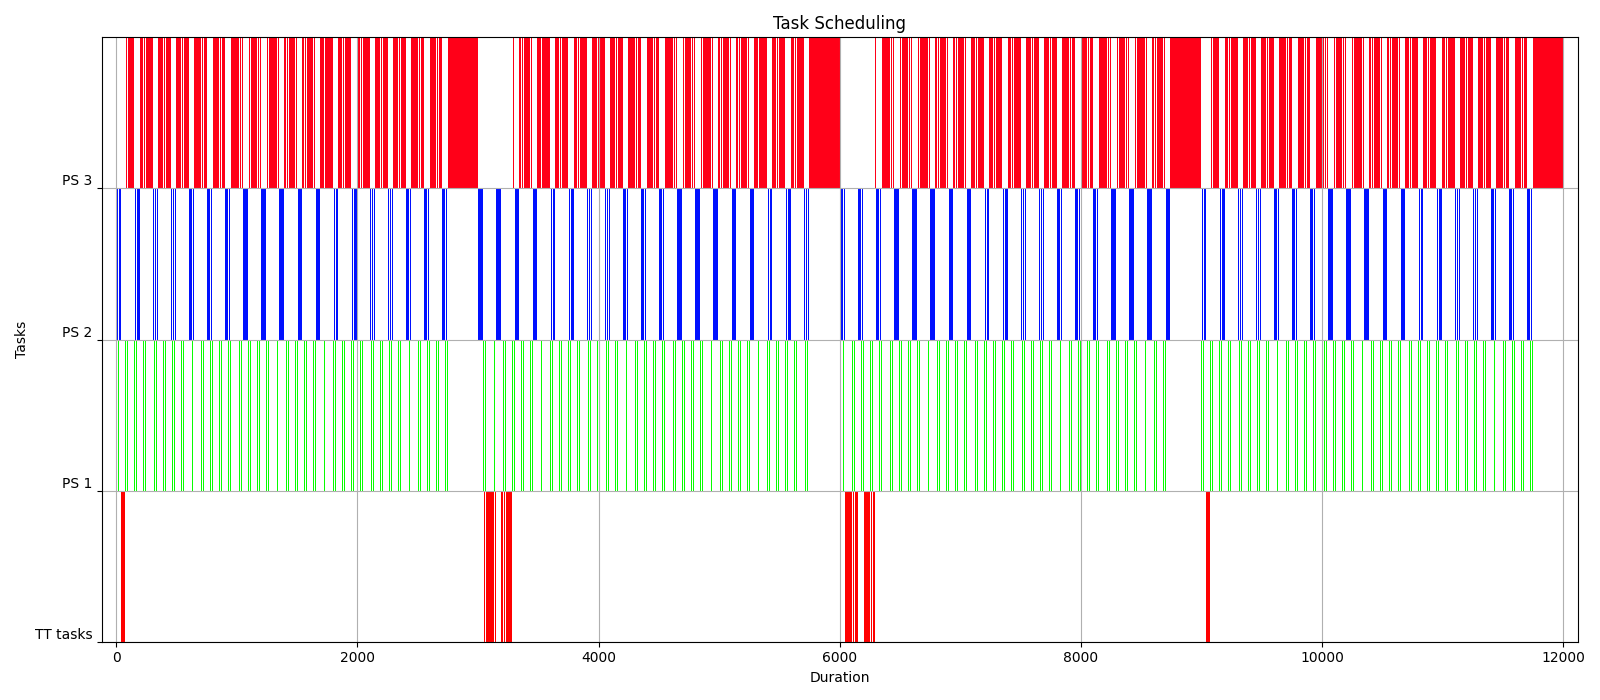 Task Scheduling
PS 3
PS 2
Tasks
PS 1
TT tasks
0 2000 4000 6000 8000 10000 12000
Duration